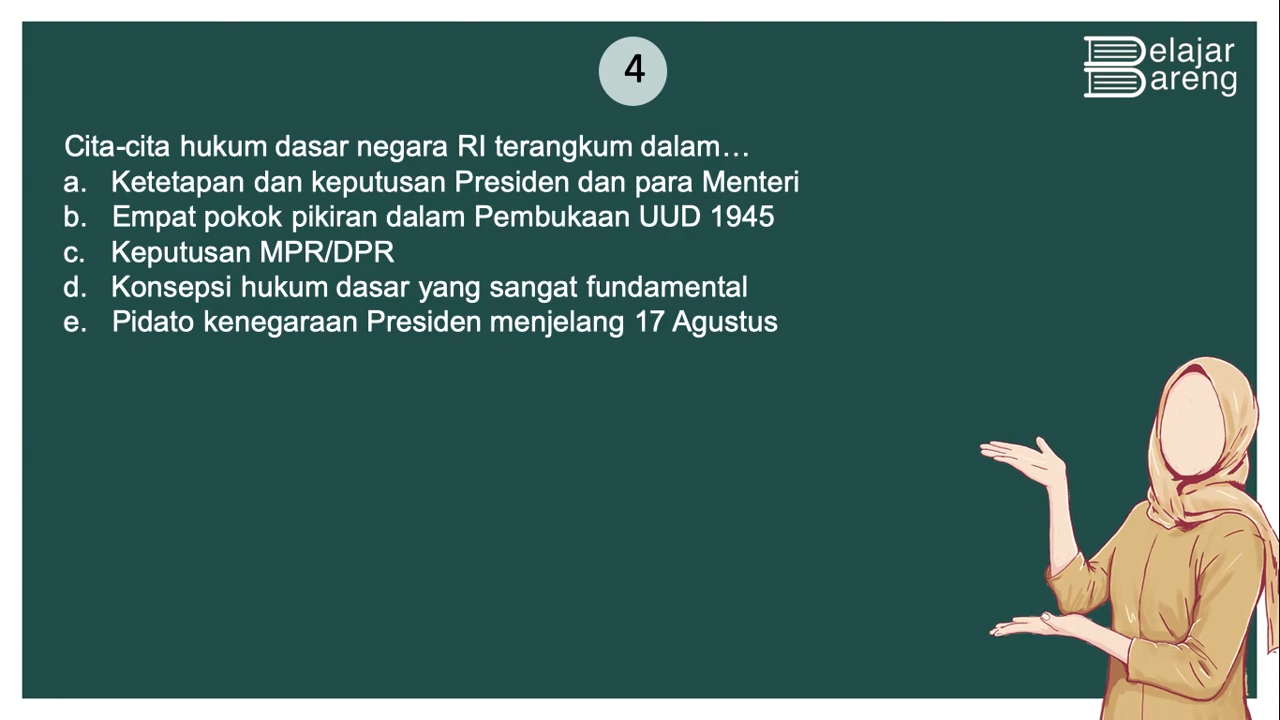 4
Belajar
Bareng
Cita-cita hukum dasar negara RI terangkum dalam…
a. Ketetapan dan keputusan Presiden dan para Menteri
b. Empat pokok pikiran dalam Pembukaan UUD 1945
c. Keputusan MPR/DPR
d. Konsepsi hukum dasar yang sangat fundamental
e. Pidato kenegaraan Presiden menjelang 17 Agustus